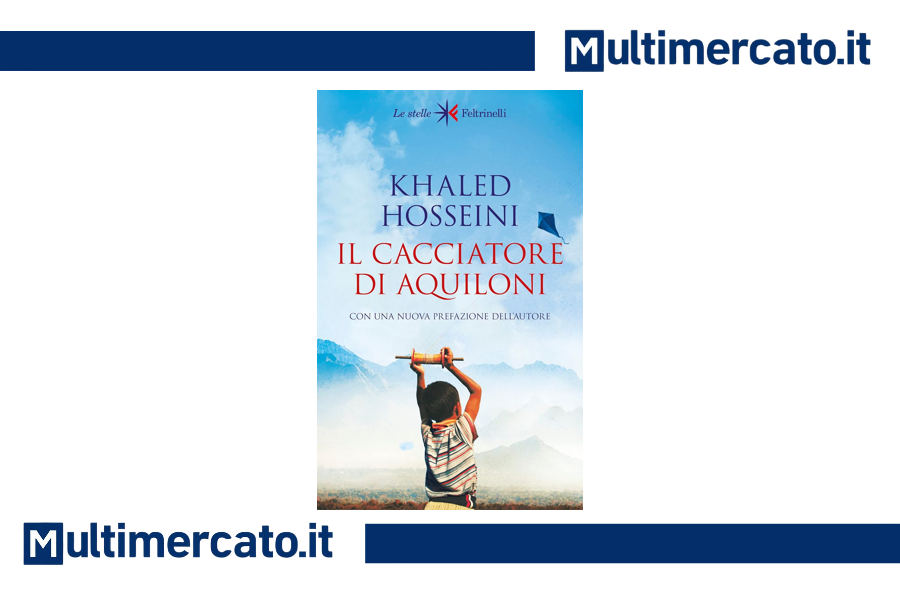 Multimercato.it
Le stelle Feltrinelli
KHALED
HOSSEINI
IL CACCIATORE
DI AQUILONI
CON UNA NUOVA PREFAZIONE DELL'AUTORE
Multimercato.it